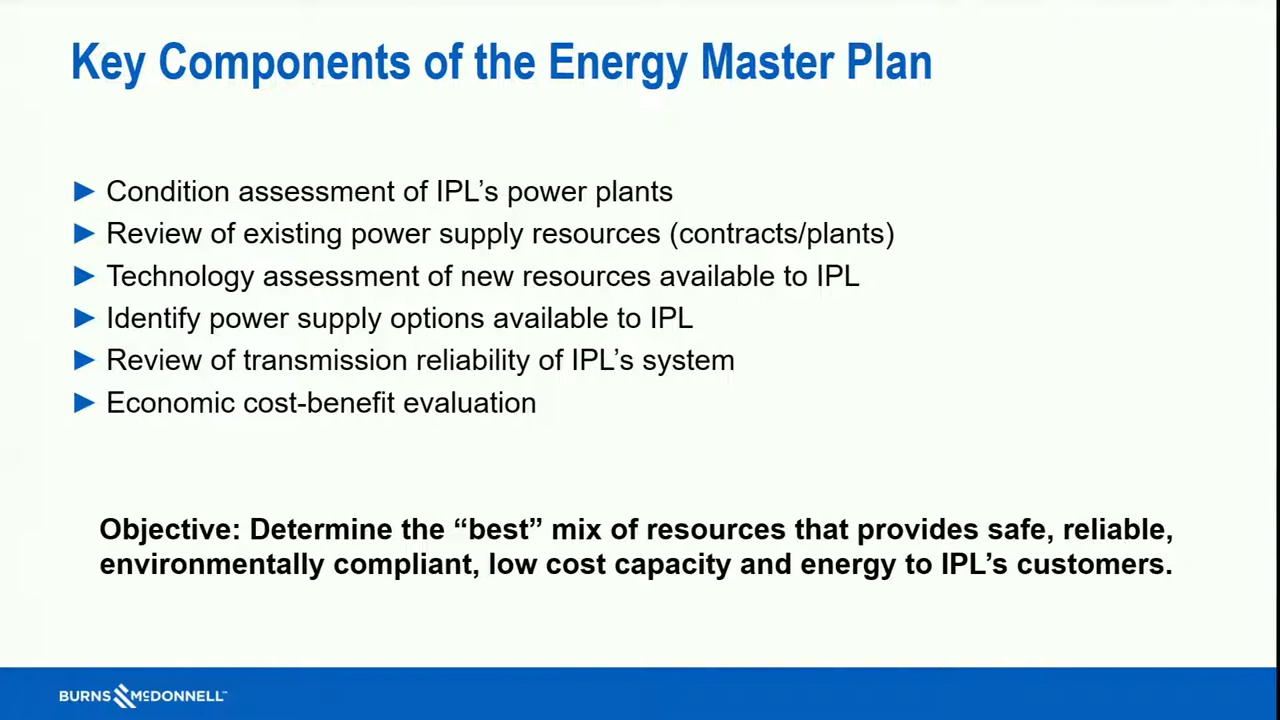 Key Components of the Energy Master Plan
► Condition assessment of IPL’s power plants
► Review of existing power supply resources (contracts/plants)
► Technology assessment of new resources available to IPL
► Identify power supply options available to IPL
► Review of transmission reliability of IPL’s system
► Economic cost-benefit evaluation
Objective: Determine the “best” mix of resources that provides safe, reliable,
environmentally compliant, low cost capacity and energy to IPL’s customers.
BURNS McDONNELL